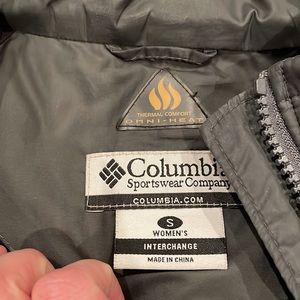 THERMAL COMFORT
OMNI-HEAT
Columbia
Sportswear Company
COLUMBIA.COM
S
WOMEN'S
INTERCHANGE
MADE IN CHINA